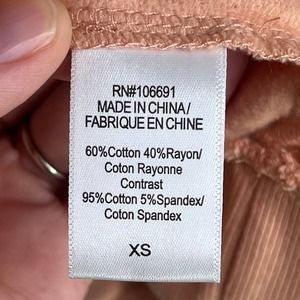 RN#106691
MADE IN CHINA/
FABRIQUE EN CHINE
60%Cotton 40%Rayon/
Coton Rayonne
Contrast
95%Cotton 5%Spandex/
Coton Spandex
XS